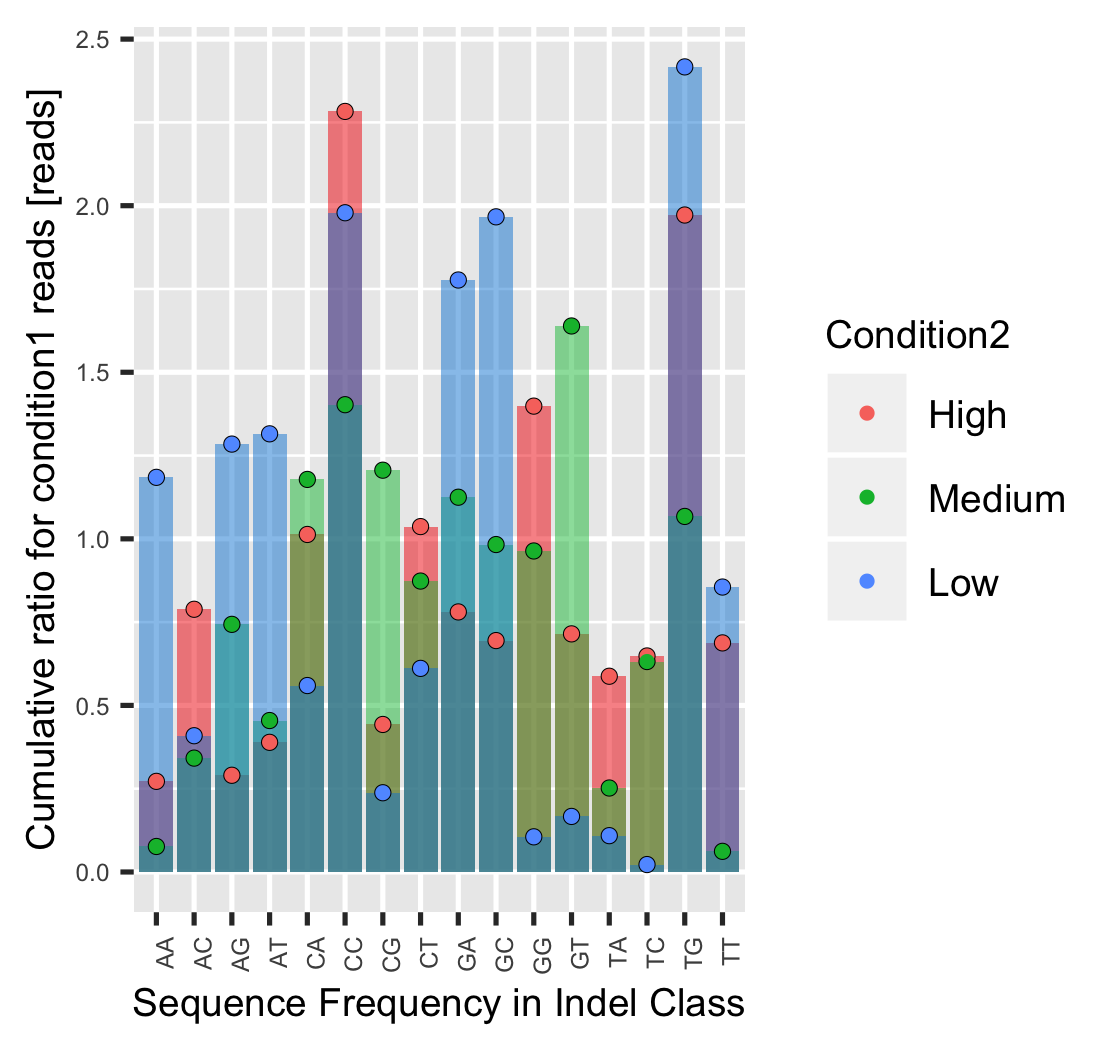 Cumulative ratio for condition1 reads [reads]
2.5
2.0
1.5
1.0
0.5
0.0
AA AC AG AT CA CC CG CT GA GC GG GT TA TC TG TT
Sequence Frequency in Indel Class
Condition2
High
Medium
Low